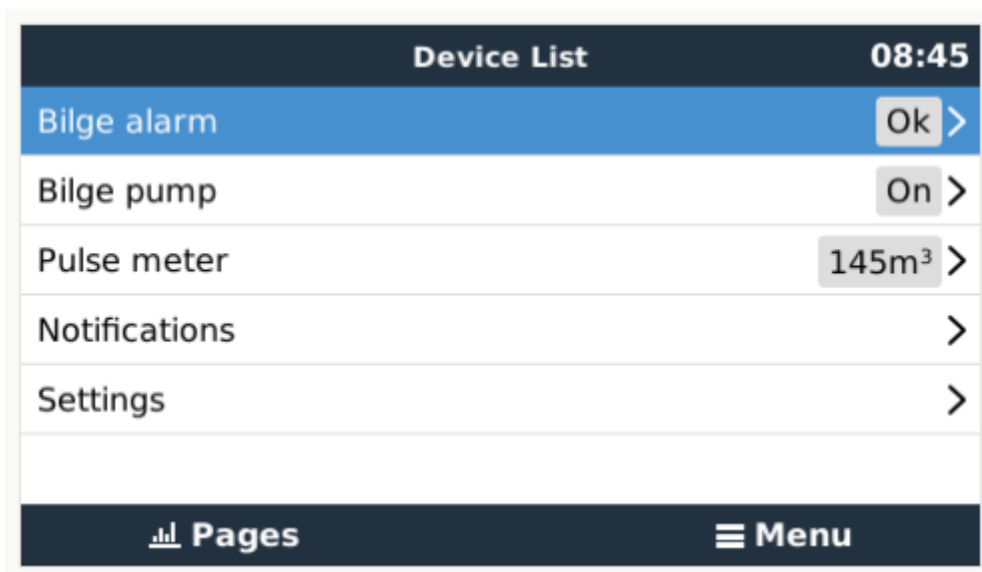 Device List 08:45
Bilge alarm Ok
Bilge pump On
Pulse meter 145m³
Notifications
Settings
Pages Menu